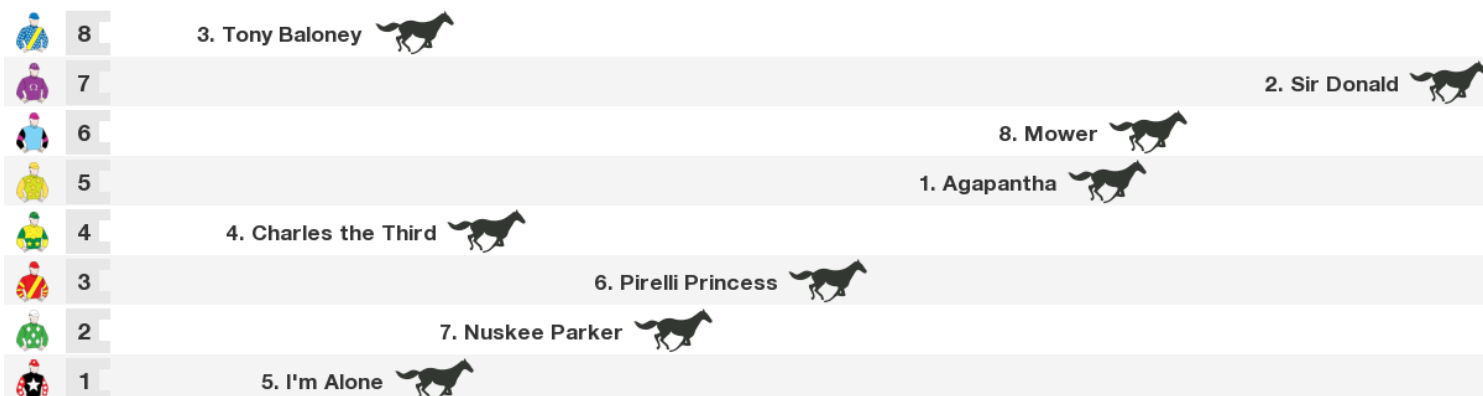 8 3. Tony Baloney
7 2. Sir Donald
6 8. Mower
5 1. Agapantha
4 4. Charles the Third
3 6. Pirelli Princess
2 7. Nuskee Parker
1 5. I'm Alone